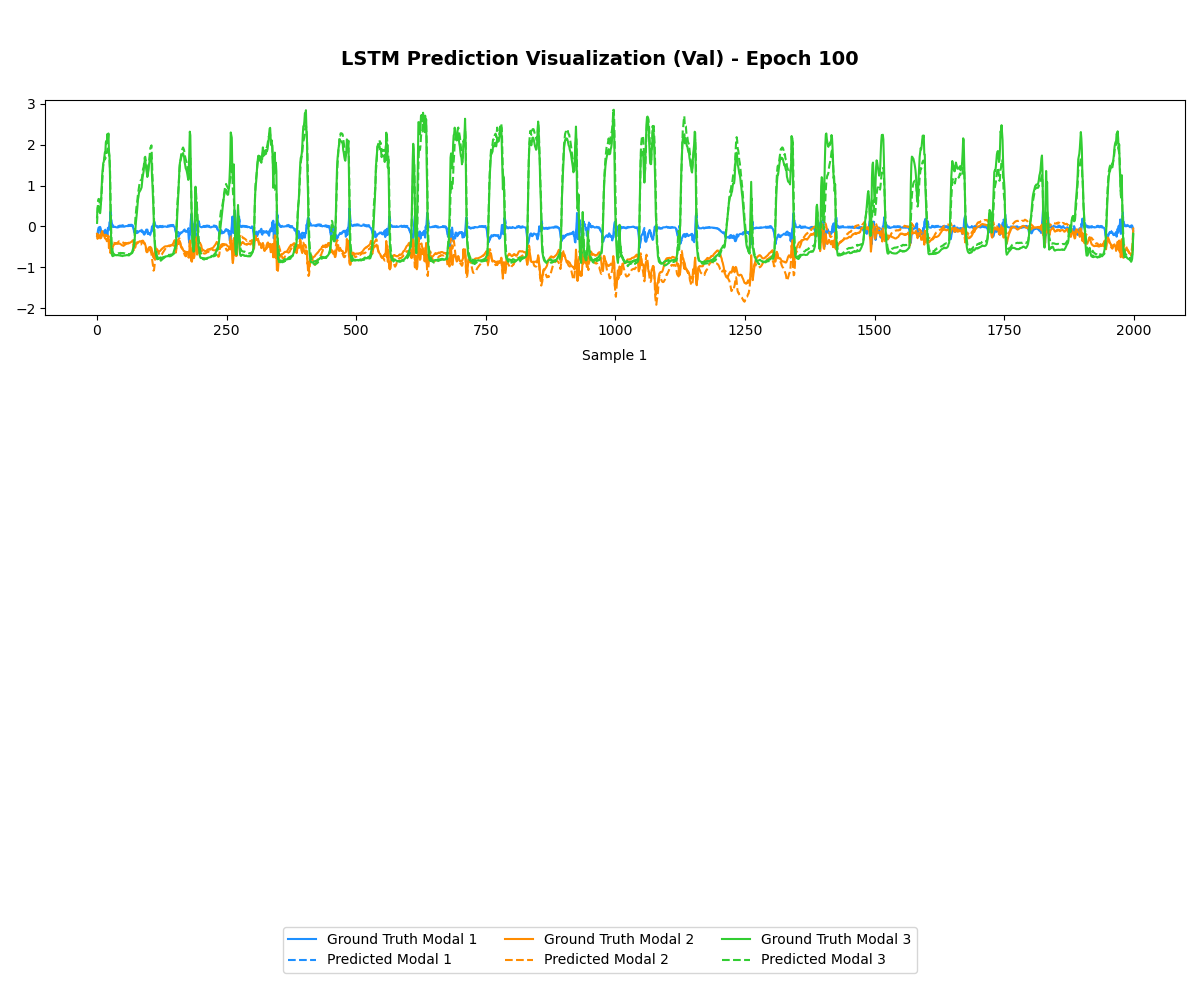 LSTM Prediction Visualization (Val) - Epoch 100
3
2
1
0
−1
−2
0 250 500 750 1000 1250 1500 1750 2000
Sample 1
Ground Truth Modal 1 Ground Truth Modal 2 Ground Truth Modal 3
Predicted Modal 1 Predicted Modal 2 Predicted Modal 3